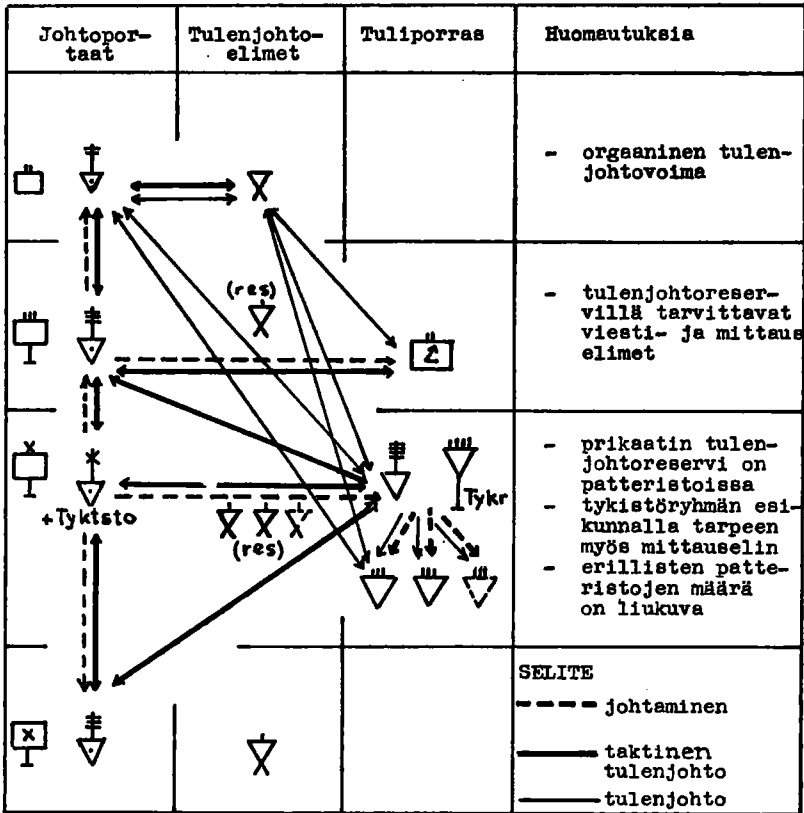 Johtopor-
taat
Tulenjohto-
elimet
Tuliporras
Huomautuksia
- orgaaninen tulen-
johtovoima
(res)
- tulenjohtoreser-
villä tarvittavat
viesti- ja mittaus
elimet
+Tyktsto
(res)
Tykr
- prikaatin tulen-
johtoreservi on
patteristoissa
- tykistöryhmän esi-
kunnalla tarpeen
myös mittauselin
- erillisten patte-
ristojen määrä
on liukuva
SELITE
johtaminen
taktinen
tulenjohto
tulenjohto